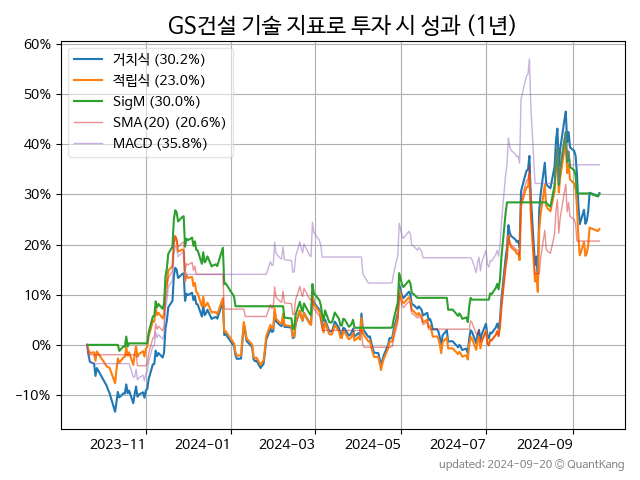 GS건설 기술 지표로 투자 시 성과 (1년)
60%
50%
40%
30%
20%
10%
0%
−10%
거치식 (30.2%)
적립식 (23.0%)
SigM (30.0%)
SMA(20) (20.6%)
MACD (35.8%)
2023−11 2024−01 2024−03 2024−05 2024−07 2024−09
updated: 2024−09−20 @ QuantKang